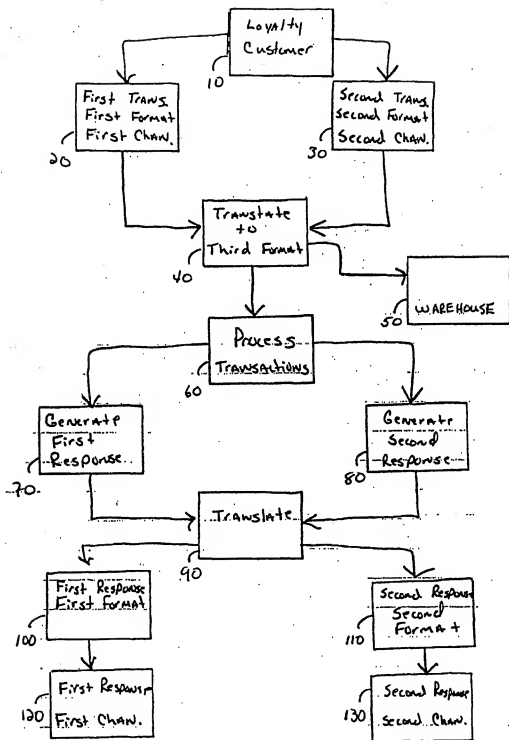 Loyalty
Customer
10
First Trans.
First Format
First Chan.
20
Second Trans.
Second Format
Second Chan.
30
Translate
to
Third Format
40
WAREHOUSE
50
Process
Transactions
60
Generate
First
Response
70
Generate
Second
Response
80
Translate
90
First Response
First Format
100
Second Response
Second
Format
110
First Response
First Chan.
120
Second Response
Second Chan.
130